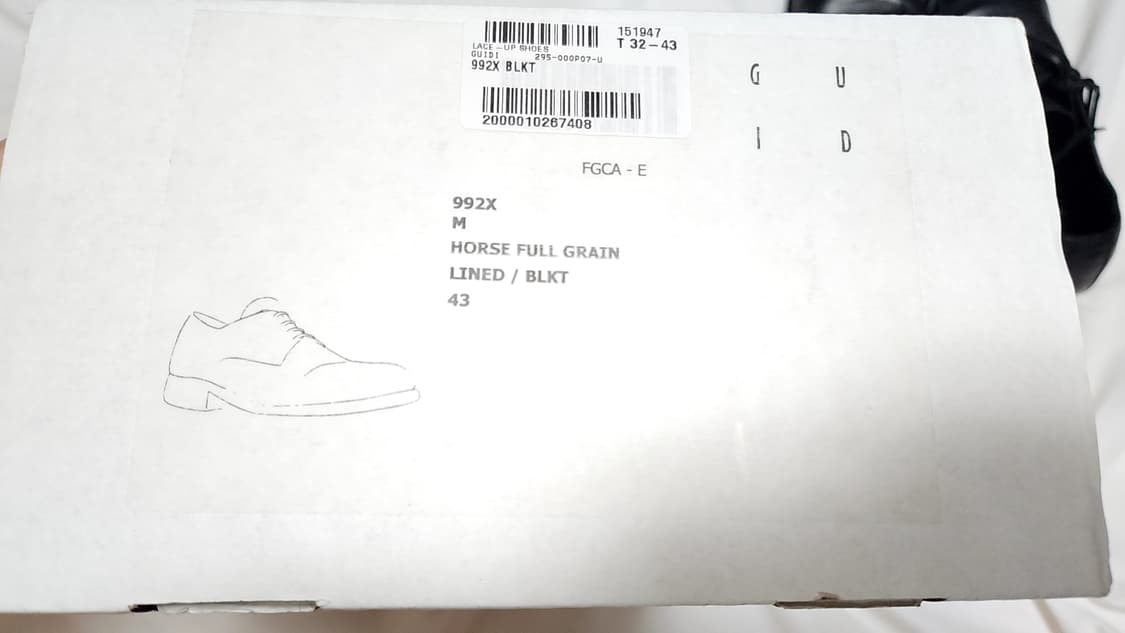 151947
T 32-43
LACE-UP SHOES
GUIDI 295-000P07-U
992X BLKT
2000010267408
G U
I D
FGCA - E
992X
M
HORSE FULL GRAIN
LINED / BLKT
43